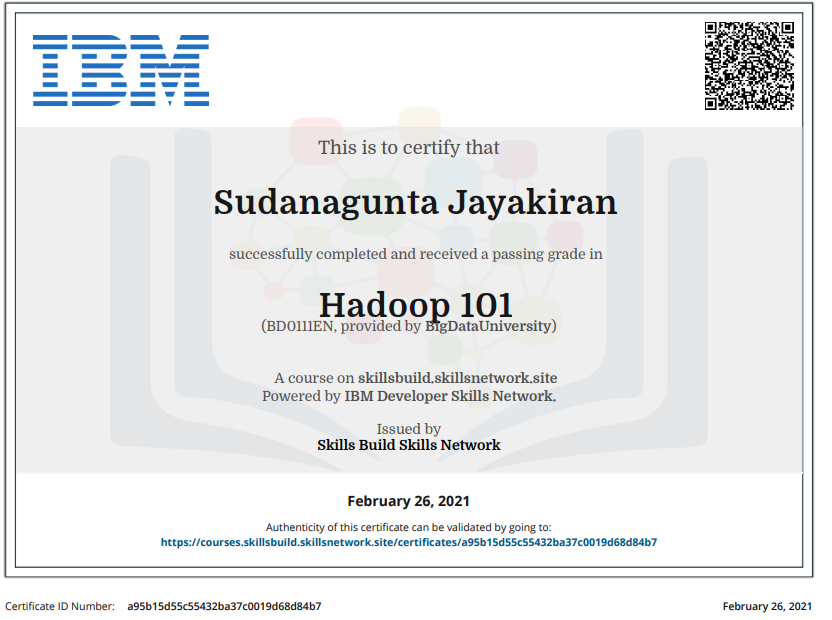 IBM
This is to certify that
Sudanagunta Jayakiran
successfully completed and received a passing grade in
Hadoop 101
(BD0111EN, provided by BigDataUniversity)
A course on skillsbuild.skillsnetwork.site
Powered by IBM Developer Skills Network.
Issued by
Skills Build Skills Network
February 26, 2021
Authenticity of this certificate can be validated by going to:
https://courses.skillsbuild.skillsnetwork.site/certificates/a95b15d55c55432ba37c0019d68d84b7
Certificate ID Number: a95b15d55c55432ba37c0019d68d84b7
February 26, 2021